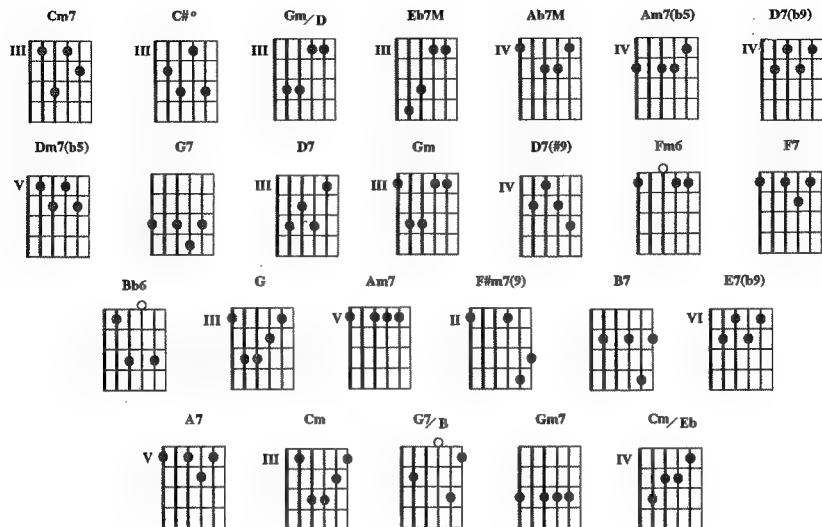 Cm7 C#° Gm/D Eb7M Ab7M Am7(b5) D7(b9)
III III III III IV IV IV
Dm7(b5) G7 D7 Gm D7(#9) Fm6 F7
V III III IV
Bb6 G Am7 F#m7(9) B7 E7(b9)
III V II VI
A7 Cm G7/B Gm7 Cm/Eb
V III IV